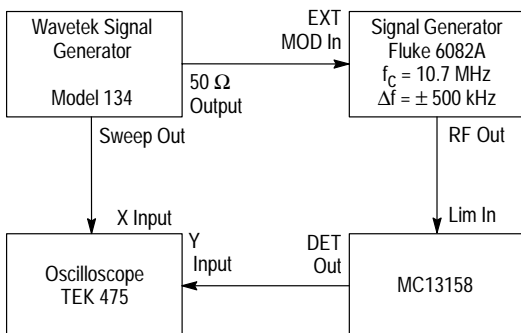 Wavetek Signal
Generator
Model 134
50 Ω
Output
EXT
MOD In
Signal Generator
Fluke 6082A
fC = 10.7 MHz
Δf = ± 500 kHz
Sweep Out
RF Out
X Input
Y
Input
Lim In
DET
Out
Oscilloscope
TEK 475
MC13158